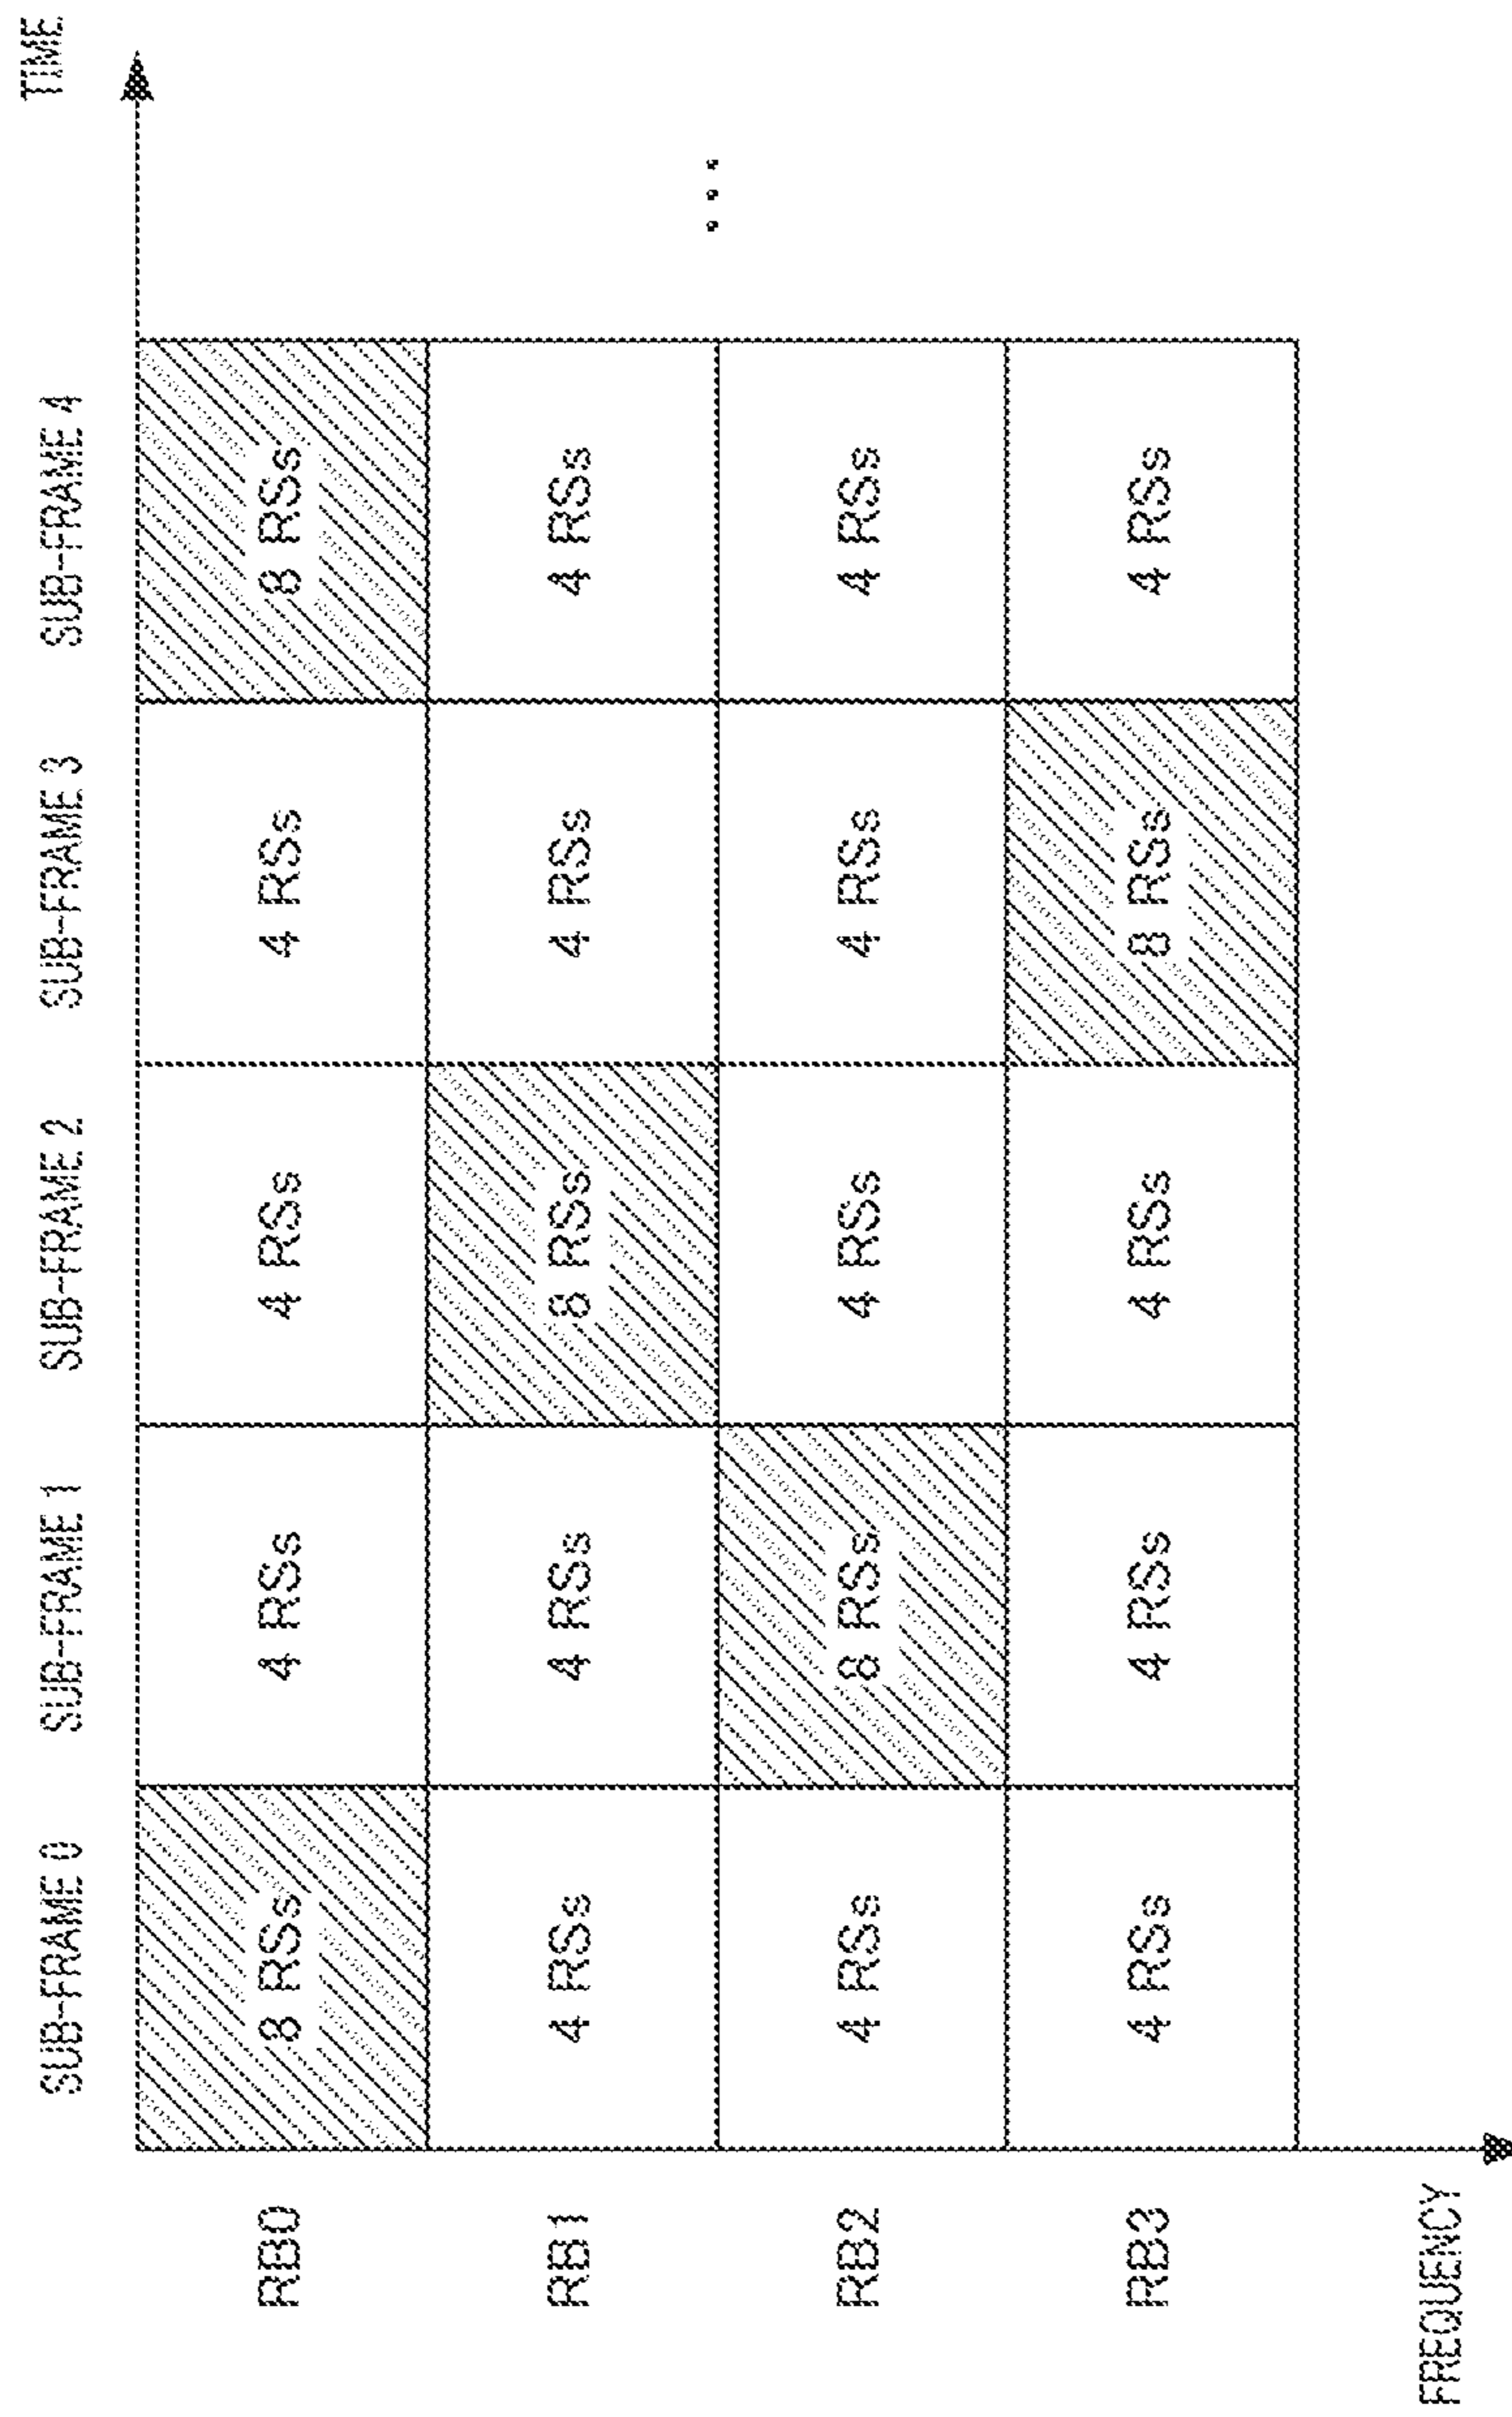 TIME
SUB-FRAME 0 SUB-FRAME 1 SUB-FRAME 2 SUB-FRAME 3 SUB-FRAME 4
RB0 8 RSs 4 RSs 4 RSs 4 RSs 8 RSs
RB1 4 RSs 4 RSs 8 RSs 4 RSs 4 RSs ...
RB2 4 RSs 8 RSs 4 RSs 4 RSs 4 RSs
RB3 4 RSs 4 RSs 4 RSs 8 RSs 4 RSs
FREQUENCY